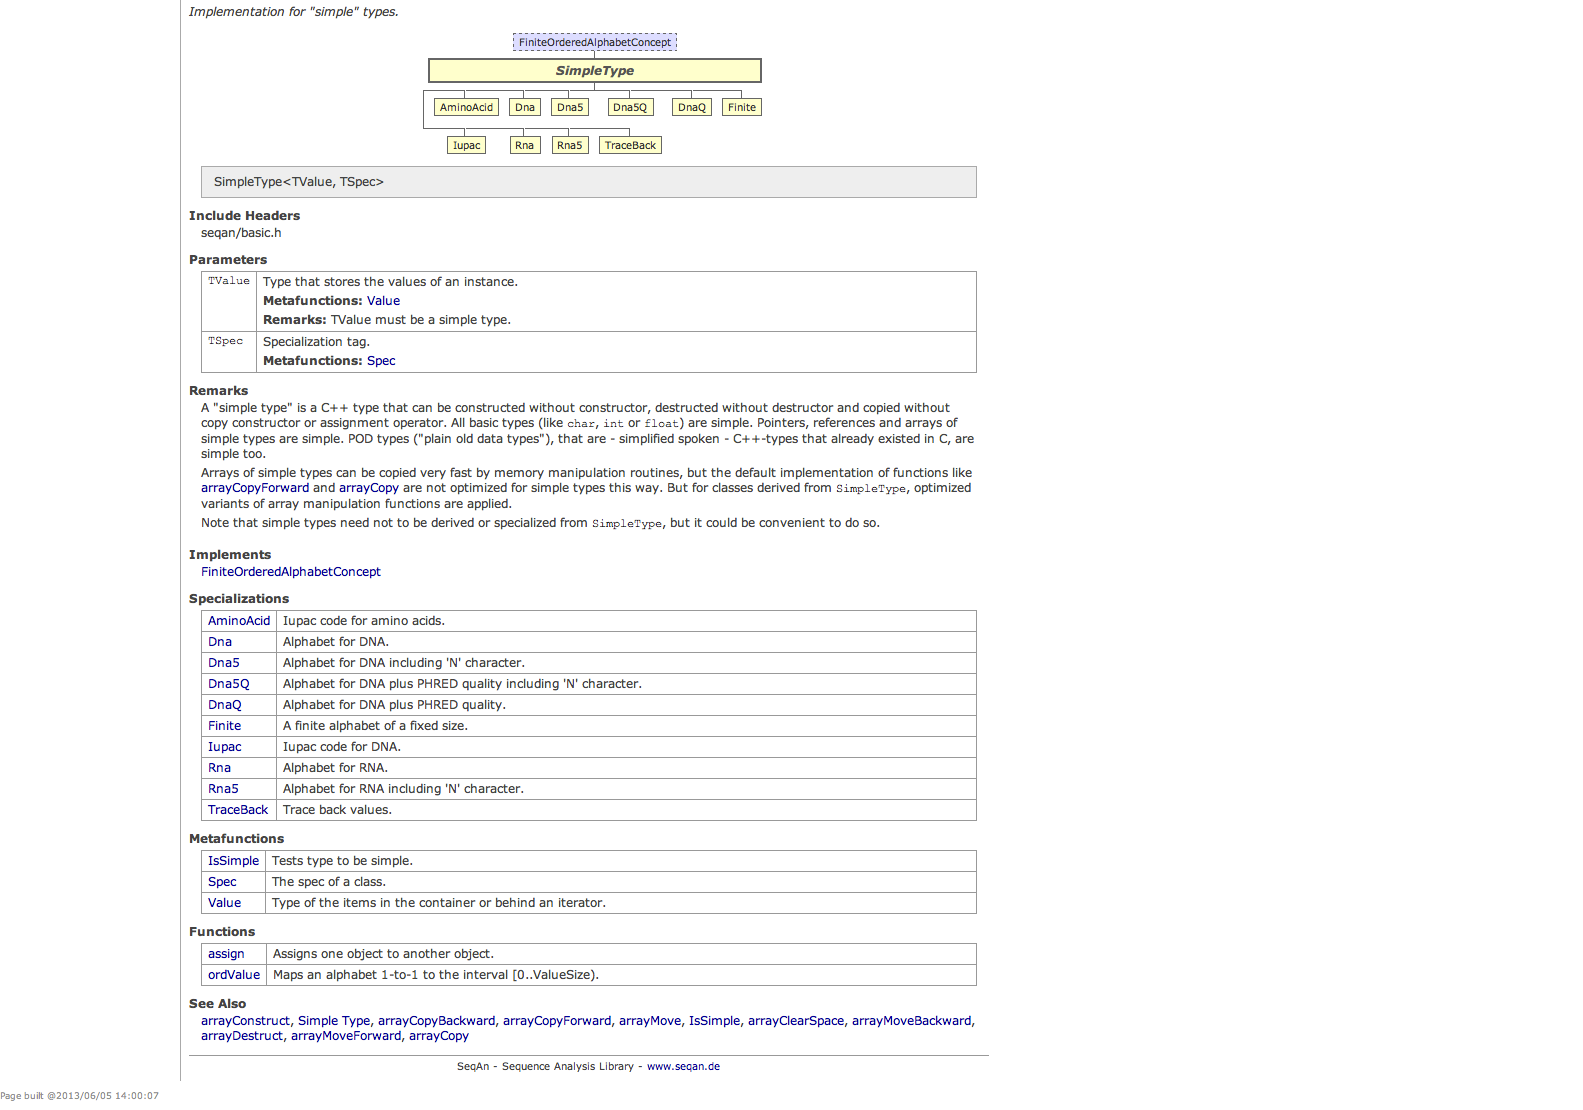 Implementation for "simple" types.
FiniteOrderedAlphabetConcept
SimpleType
AminoAcid Dna Dna5 Dna5Q DnaQ Finite
Iupac Rna Rna5 TraceBack
SimpleType<TValue, TSpec>
Include Headers
seqan/basic.h
Parameters
TValue Type that stores the values of an instance.
Metafunctions: Value
Remarks: TValue must be a simple type.
TSpec Specialization tag.
Metafunctions: Spec
Remarks
A "simple type" is a C++ type that can be constructed without constructor, destructed without destructor and copied without
copy constructor or assignment operator. All basic types (like char, int or float) are simple. Pointers, references and arrays of
simple types are simple. POD types ("plain old data types"), that are - simplified spoken - C++-types that already existed in C, are
simple too.
Arrays of simple types can be copied very fast by memory manipulation routines, but the default implementation of functions like
arrayCopyForward and arrayCopy are not optimized for simple types this way. But for classes derived from SimpleType, optimized
variants of array manipulation functions are applied.
Note that simple types need not to be derived or specialized from SimpleType, but it could be convenient to do so.
Implements
FiniteOrderedAlphabetConcept
Specializations
AminoAcid Iupac code for amino acids.
Dna Alphabet for DNA.
Dna5 Alphabet for DNA including 'N' character.
Dna5Q Alphabet for DNA plus PHRED quality including 'N' character.
DnaQ Alphabet for DNA plus PHRED quality.
Finite A finite alphabet of a fixed size.
Iupac Iupac code for DNA.
Rna Alphabet for RNA.
Rna5 Alphabet for RNA including 'N' character.
TraceBack Trace back values.
Metafunctions
IsSimple Tests type to be simple.
Spec The spec of a class.
Value Type of the items in the container or behind an iterator.
Functions
assign Assigns one object to another object.
ordValue Maps an alphabet 1-to-1 to the interval [0..ValueSize).
See Also
arrayConstruct, Simple Type, arrayCopyBackward, arrayCopyForward, arrayMove, IsSimple, arrayClearSpace, arrayMoveBackward,
arrayDestruct, arrayMoveForward, arrayCopy
SeqAn - Sequence Analysis Library - www.seqan.de
Page built @2013/06/05 14:00:07